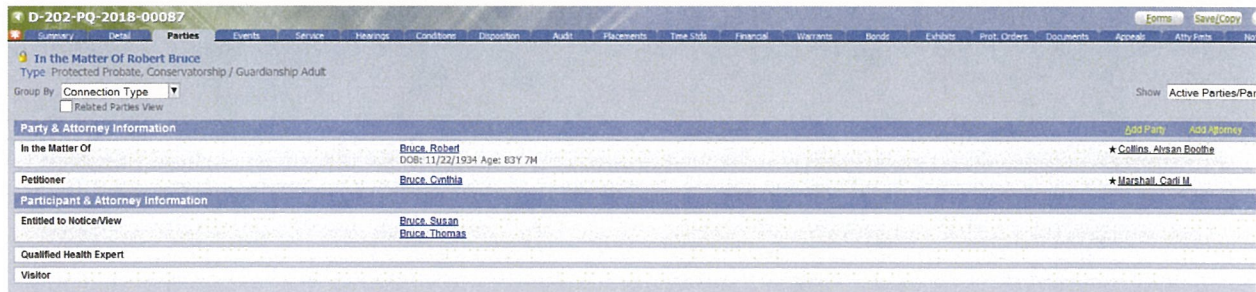 D-202-PQ-2018-00087
Forms Save/Copy
Summary Detail Parties Events Service Hearings Conditions Disposition Audit Placements Time Stds Financial Warrants Bonds Exhibits Prot. Orders Documents Appeals Atty Pmts No
In the Matter Of Robert Bruce
Type Protected Probate, Conservatorship / Guardianship Adult
Group By Connection Type Show Active Parties/Par
Related Parties View
Party & Attorney Information Add Party Add Attorney
In the Matter Of Bruce, Robert ★ Collins, Alysan Boothe
DOB: 11/22/1934 Age: 83Y 7M
Petitioner Bruce, Cynthia ★ Marshall, Carli M.
Participant & Attorney Information
Entitled to Notice/View Bruce, Susan
Bruce, Thomas
Qualified Health Expert
Visitor